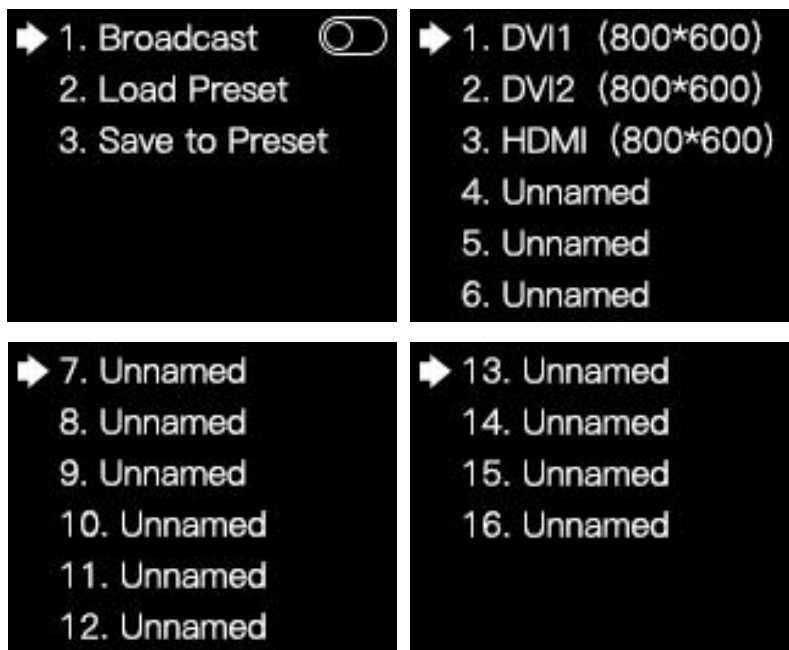 1. Broadcast
2. Load Preset
3. Save to Preset
1. DVI1 (800*600)
2. DVI2 (800*600)
3. HDMI (800*600)
4. Unnamed
5. Unnamed
6. Unnamed
7. Unnamed
8. Unnamed
9. Unnamed
10. Unnamed
11. Unnamed
12. Unnamed
13. Unnamed
14. Unnamed
15. Unnamed
16. Unnamed